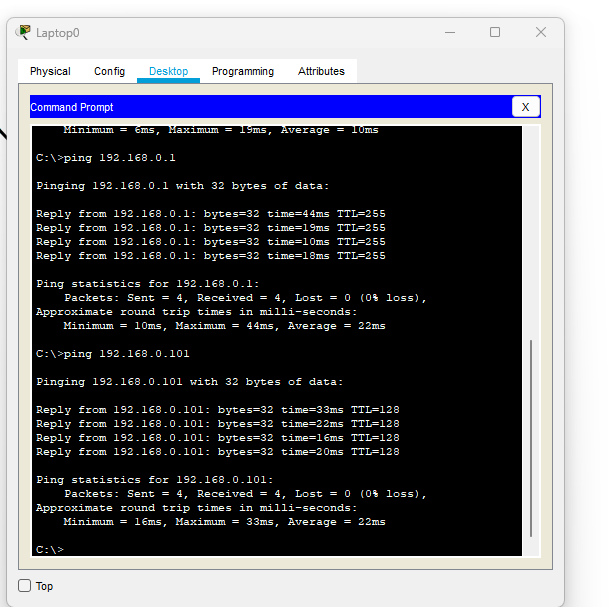 Laptop0
Physical Config Desktop Programming Attributes
Command Prompt X
Minimum = 6ms, Maximum = 19ms, Average = 10ms
C:\>ping 192.168.0.1
Pinging 192.168.0.1 with 32 bytes of data:
Reply from 192.168.0.1: bytes=32 time=44ms TTL=255
Reply from 192.168.0.1: bytes=32 time=19ms TTL=255
Reply from 192.168.0.1: bytes=32 time=10ms TTL=255
Reply from 192.168.0.1: bytes=32 time=18ms TTL=255
Ping statistics for 192.168.0.1:
Packets: Sent = 4, Received = 4, Lost = 0 (0% loss),
Approximate round trip times in milli-seconds:
Minimum = 10ms, Maximum = 44ms, Average = 22ms
C:\>ping 192.168.0.101
Pinging 192.168.0.101 with 32 bytes of data:
Reply from 192.168.0.101: bytes=32 time=33ms TTL=128
Reply from 192.168.0.101: bytes=32 time=22ms TTL=128
Reply from 192.168.0.101: bytes=32 time=16ms TTL=128
Reply from 192.168.0.101: bytes=32 time=20ms TTL=128
Ping statistics for 192.168.0.101:
Packets: Sent = 4, Received = 4, Lost = 0 (0% loss),
Approximate round trip times in milli-seconds:
Minimum = 16ms, Maximum = 33ms, Average = 22ms
C:\>
Top